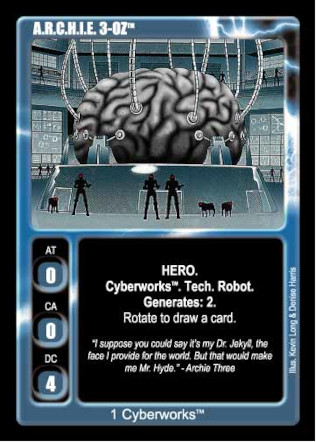 A.R.C.H.I.E. 3-OZ™
AT
0
CA
0
DC
4
HERO.
Cyberworks™. Tech. Robot.
Generates: 2.
Rotate to draw a card.
"I suppose you could say it's my Dr. Jekyll, the
face I provide for the world. But that would make
me Mr. Hyde." - Archie Three
Illus. Kevin Long & Denise Harris
1 Cyberworks™